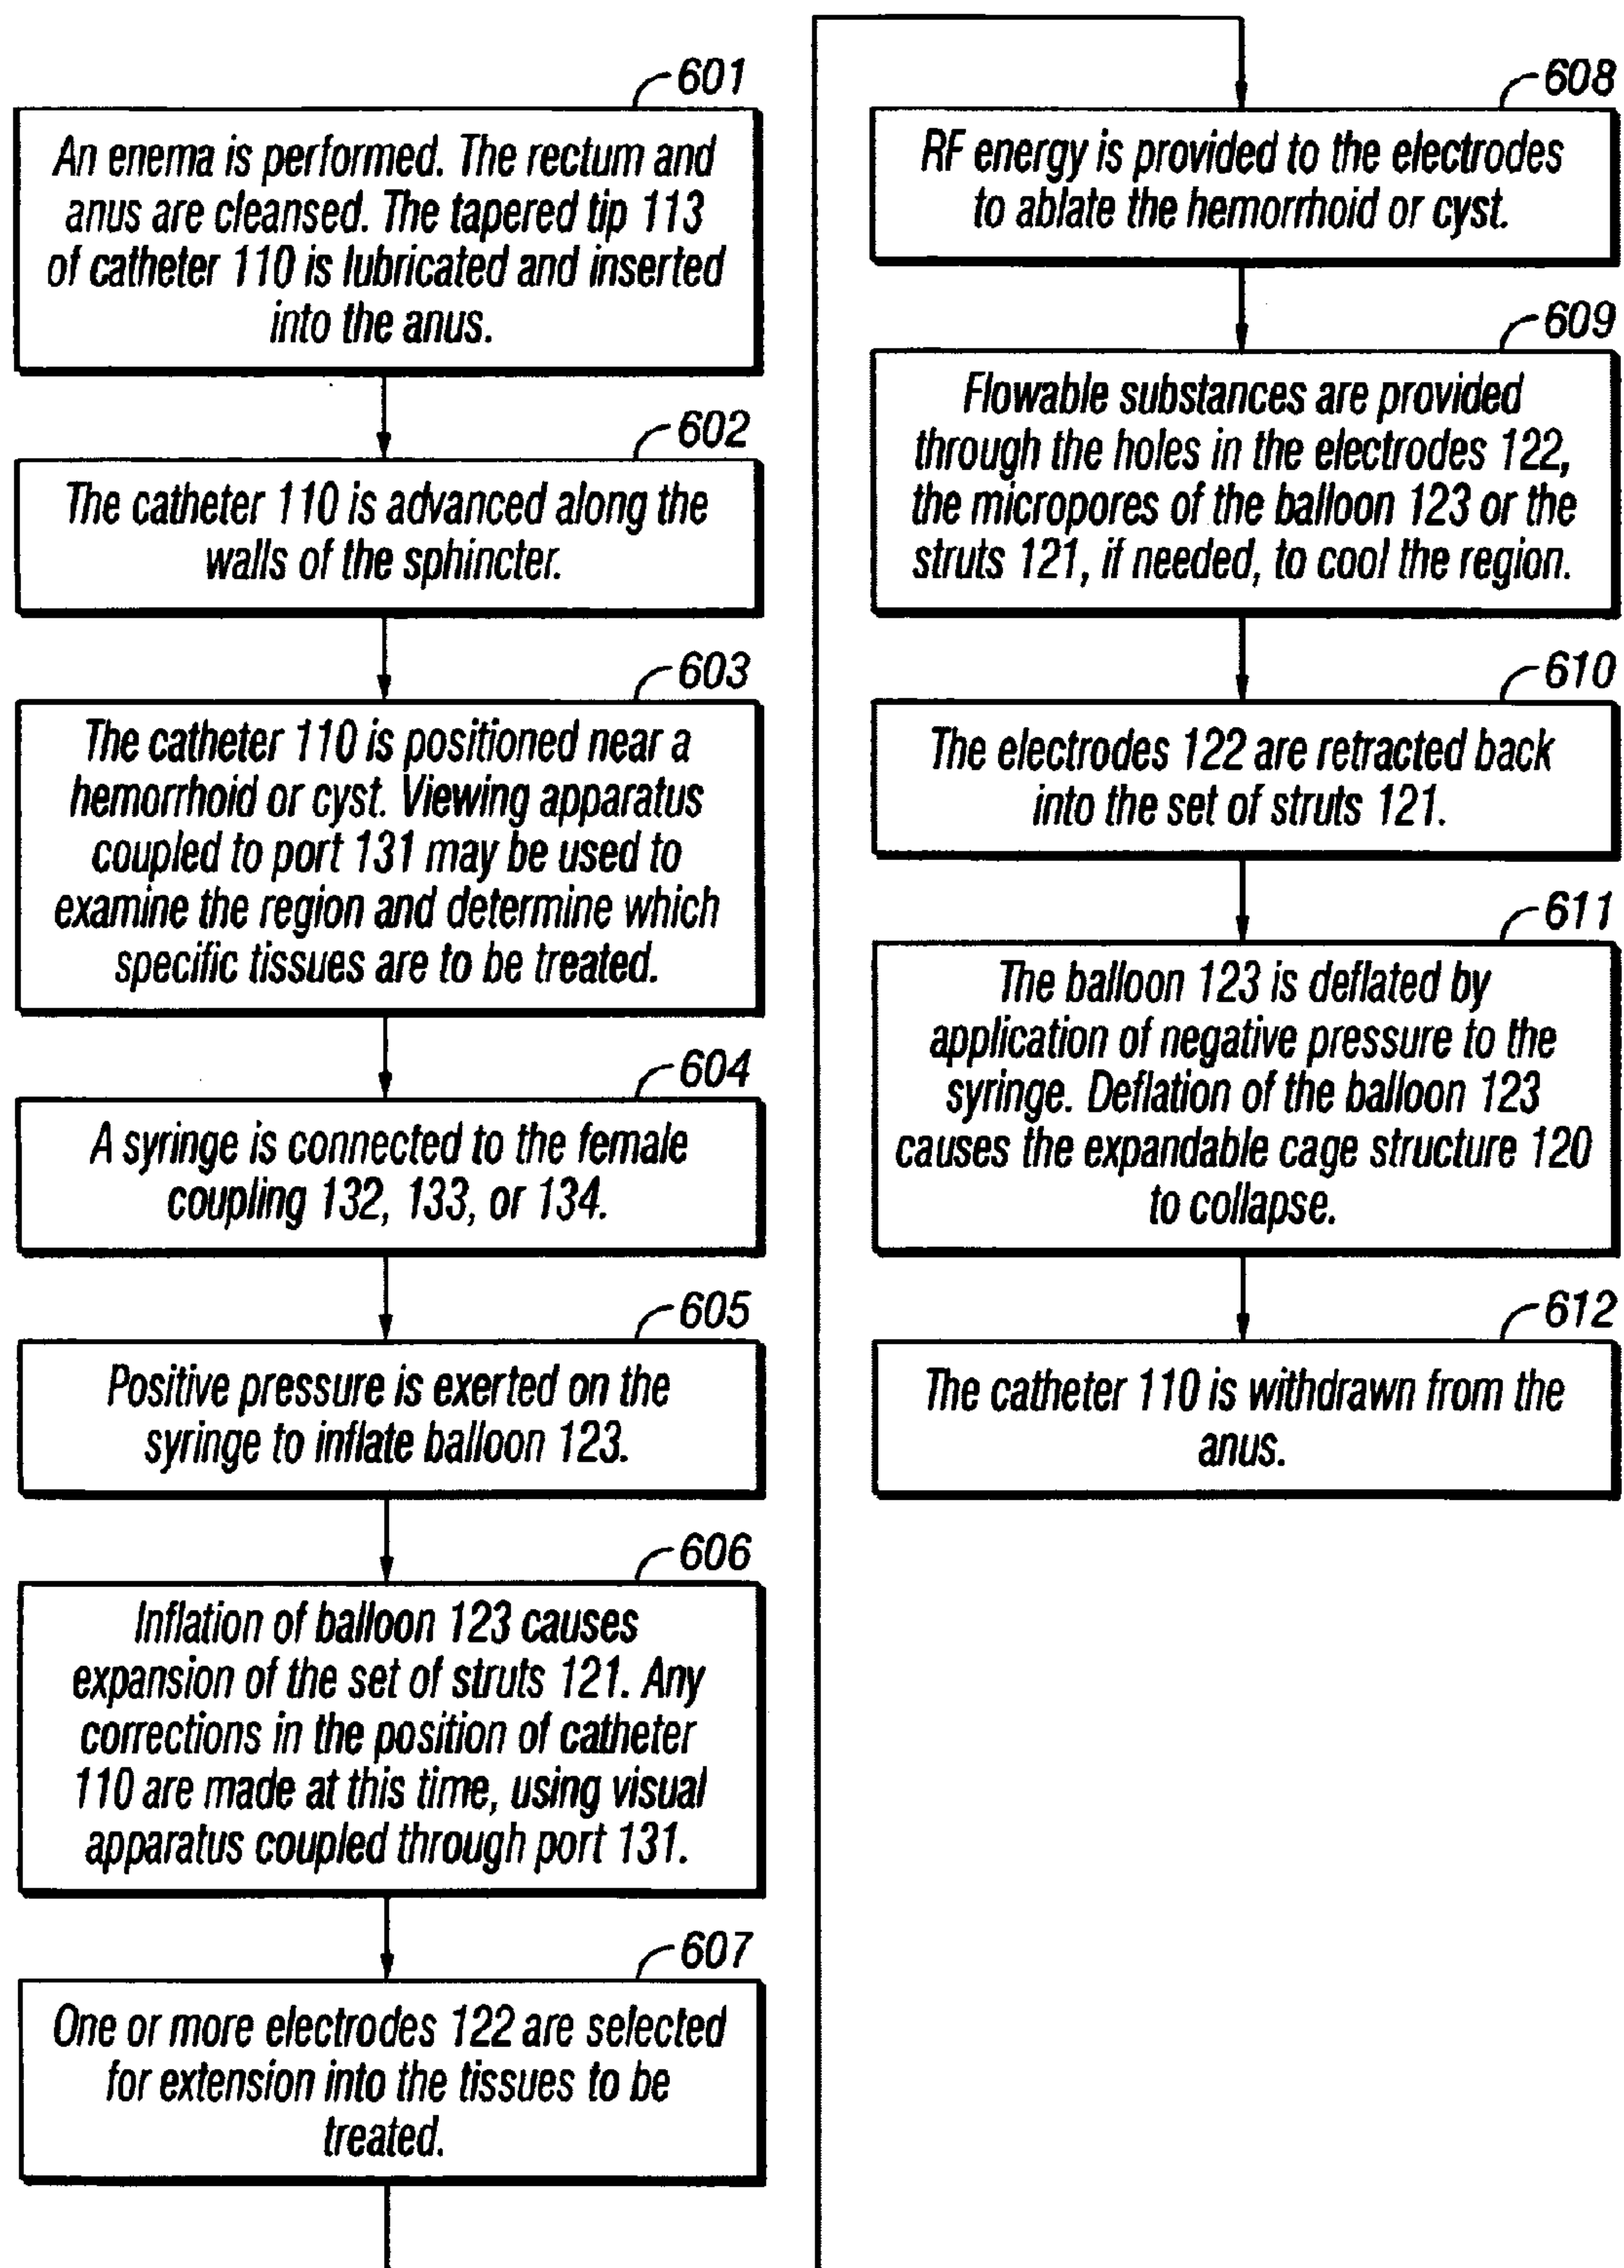 601
An enema is performed. The rectum and
anus are cleansed. The tapered tip 113
of catheter 110 is lubricated and inserted
into the anus.
602
The catheter 110 is advanced along the
walls of the sphincter.
603
The catheter 110 is positioned near a
hemorrhoid or cyst. Viewing apparatus
coupled to port 131 may be used to
examine the region and determine which
specific tissues are to be treated.
604
A syringe is connected to the female
coupling 132, 133, or 134.
605
Positive pressure is exerted on the
syringe to inflate balloon 123.
606
Inflation of balloon 123 causes
expansion of the set of struts 121. Any
corrections in the position of catheter
110 are made at this time, using visual
apparatus coupled through port 131.
607
One or more electrodes 122 are selected
for extension into the tissues to be
treated.
608
RF energy is provided to the electrodes
to ablate the hemorrhoid or cyst.
609
Flowable substances are provided
through the holes in the electrodes 122,
the micropores of the balloon 123 or the
struts 121, if needed, to cool the region.
610
The electrodes 122 are retracted back
into the set of struts 121.
611
The balloon 123 is deflated by
application of negative pressure to the
syringe. Deflation of the balloon 123
causes the expandable cage structure 120
to collapse.
612
The catheter 110 is withdrawn from the
anus.